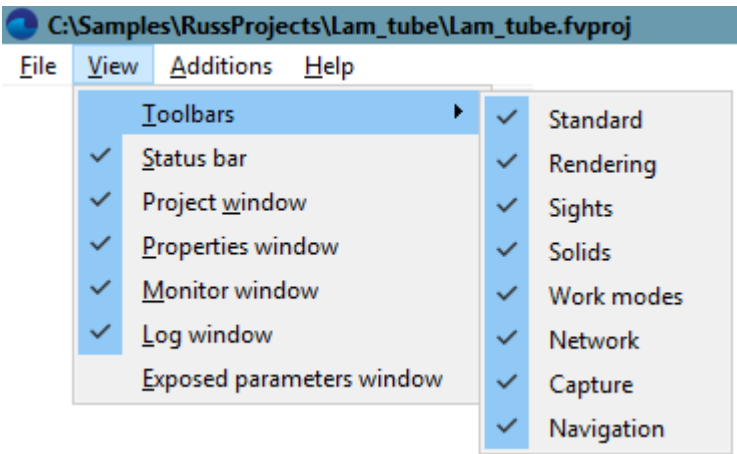 C:\Samples\RussProjects\Lam_tube\Lam_tube.fvproj
File View Additions Help
Toolbars
Status bar
Project window
Properties window
Monitor window
Log window
Exposed parameters window
Standard
Rendering
Sights
Solids
Work modes
Network
Capture
Navigation